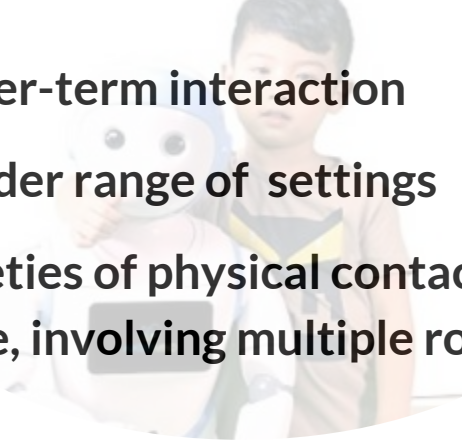 er-term interaction
der range of settings
eties of physical contac
e, involving multiple ro